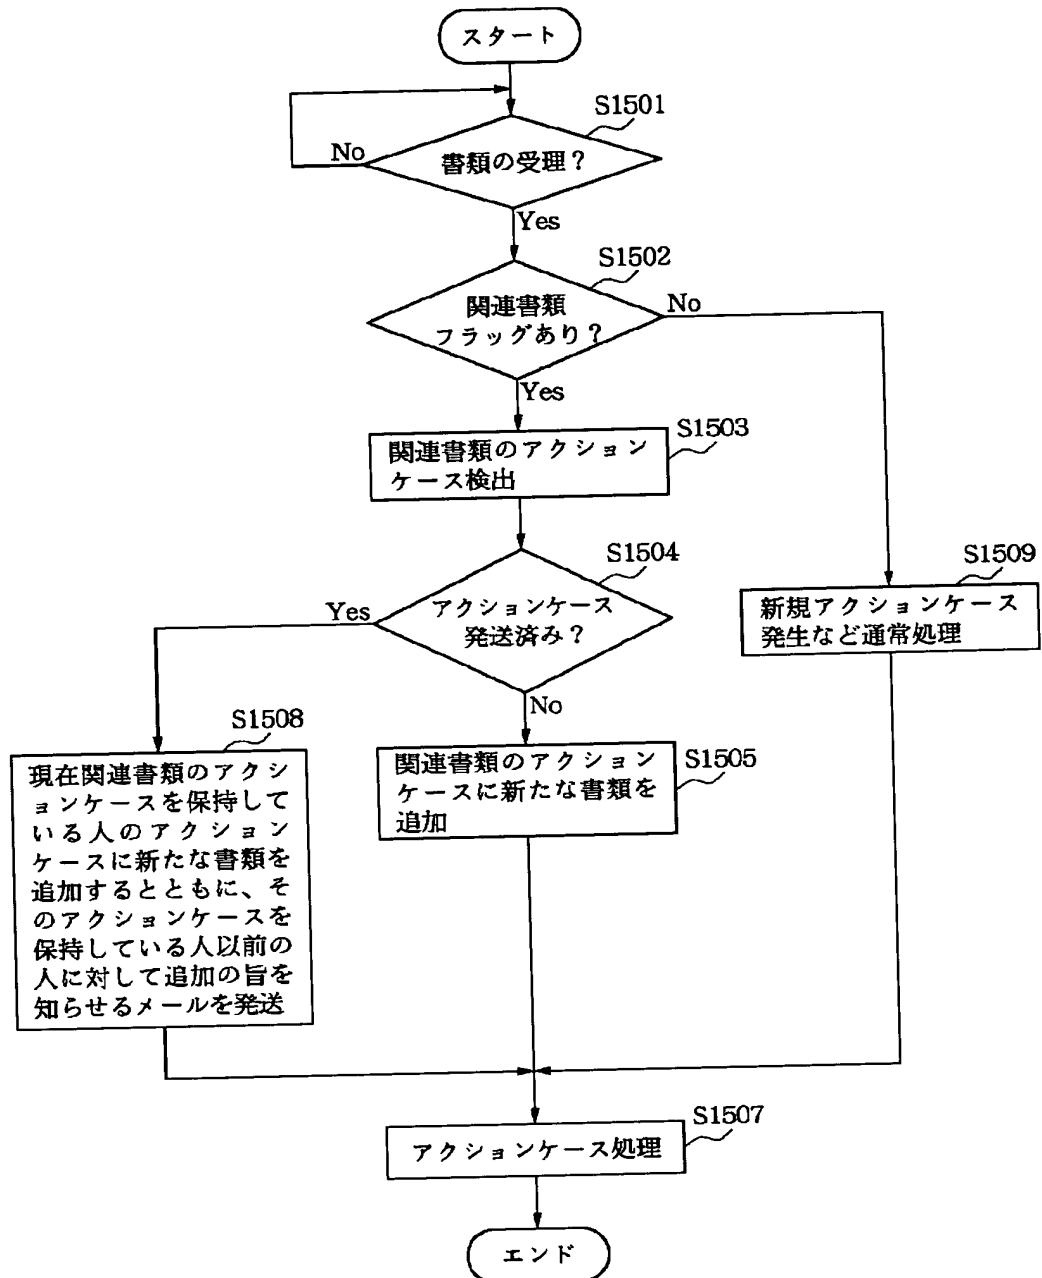 スタート
S1501
No
書類の受理？
Yes
S1502
No
関連書類
フラッグあり？
Yes
S1503
関連書類のアクション
ケース検出
S1504
Yes
アクションケース
発送済み？
No
S1509
新規アクションケース
発生など通常処理
S1508
現在関連書類のアクシ
ョンケースを保持して
いる人のアクション
ケースに新たな書類を
追加するとともに、そ
のアクションケースを
保持している人以前の
人に対して追加の旨を
知らせるメールを発送
S1505
関連書類のアクション
ケースに新たな書類を
追加
S1507
アクションケース処理
エンド